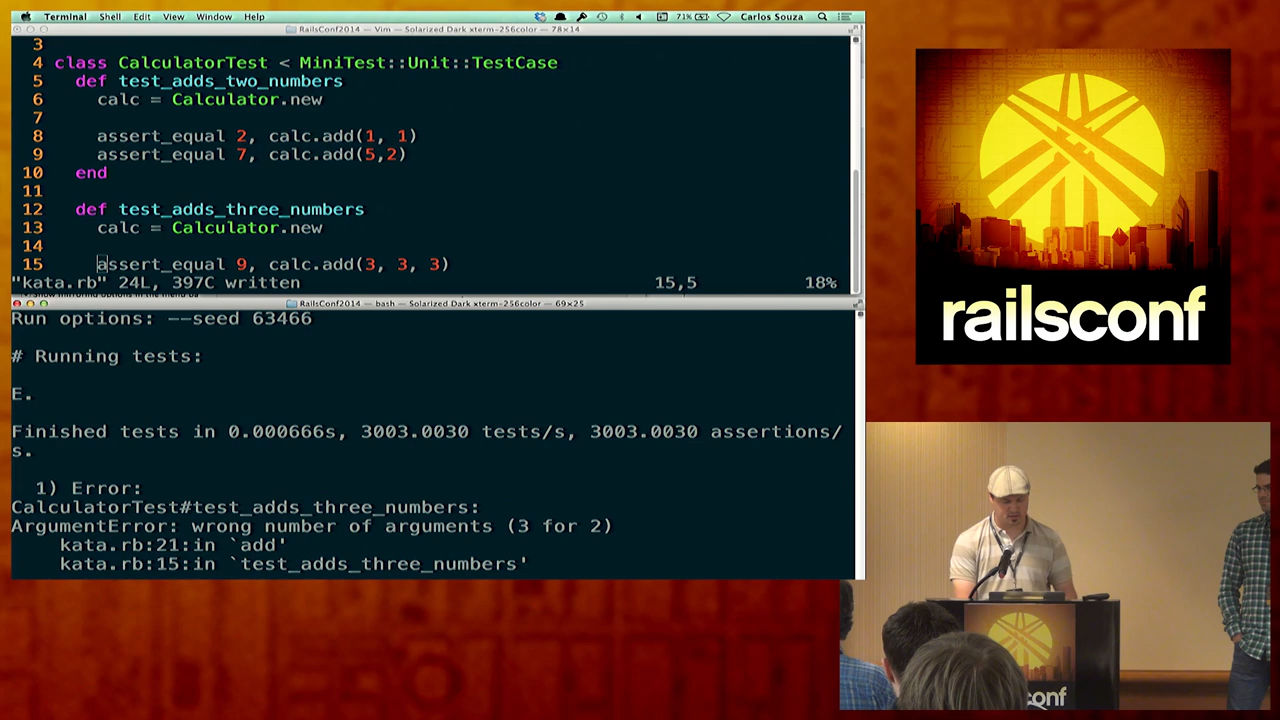 Terminal Shell Edit View Window Help 71% Carlos Souza
RailsConf2014 — Vim — Solarized Dark xterm-256color — 78×14
3
4 class CalculatorTest < MiniTest::Unit::TestCase
5 def test_adds_two_numbers
6 calc = Calculator.new
7
8 assert_equal 2, calc.add(1, 1)
9 assert_equal 7, calc.add(5,2)
10 end
11
12 def test_adds_three_numbers
13 calc = Calculator.new
14
15 assert_equal 9, calc.add(3, 3, 3)
"kata.rb" 24L, 397C written 15,5 18%
RailsConf2014 — bash — Solarized Dark xterm-256color — 69×25
Run options: --seed 63466
# Running tests:
E.
Finished tests in 0.000666s, 3003.0030 tests/s, 3003.0030 assertions/
s.
1) Error:
CalculatorTest#test_adds_three_numbers:
ArgumentError: wrong number of arguments (3 for 2)
kata.rb:21:in `add'
kata.rb:15:in `test_adds_three_numbers'
railsconf
conf